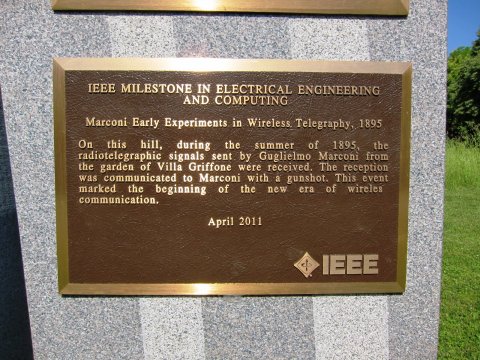 IEEE MILESTONE IN ELECTRICAL ENGINEERING
AND COMPUTING
Marconi Early Experiments in Wireless Telegraphy, 1895
On this hill, during the summer of 1895, the
radiotelegraphic signals sent by Guglielmo Marconi from
the garden of Villa Griffone were received. The reception
was communicated to Marconi with a gunshot. This event
marked the beginning of the new era of wireles
communication.
April 2011
IEEE